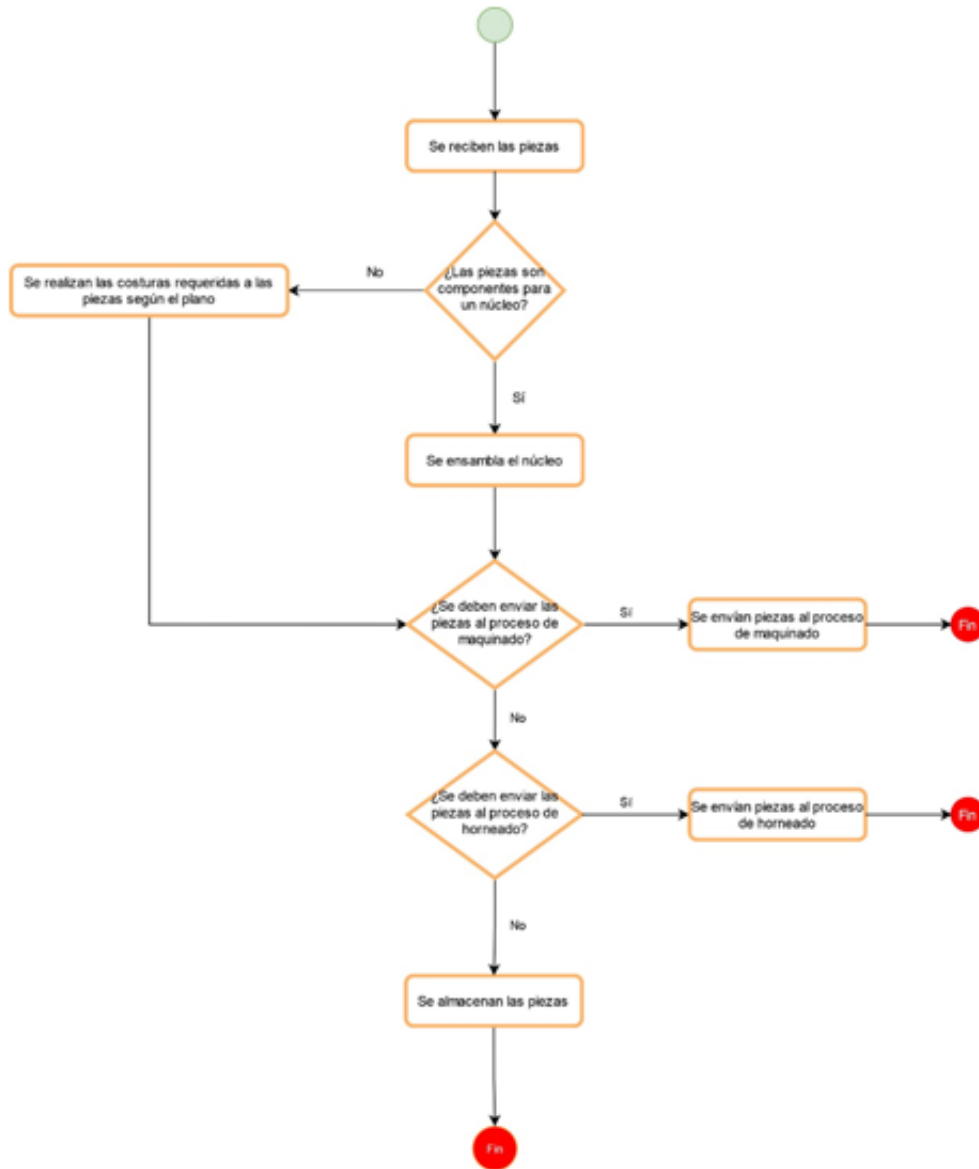 Se reciben las piezas
¿Las piezas son
componentes para
un núcleo?
No
Se realizan las costuras requeridas a las
piezas según el plano
Sí
Se ensambla el núcleo
¿Se deben enviar las
piezas al proceso de
maquinado?
Sí
Se envían piezas al proceso
de maquinado
Fin
No
¿Se deben enviar las
piezas al proceso de
horneado?
Sí
Se envían piezas al proceso
de horneado
Fin
No
Se almacenan las piezas
Fin